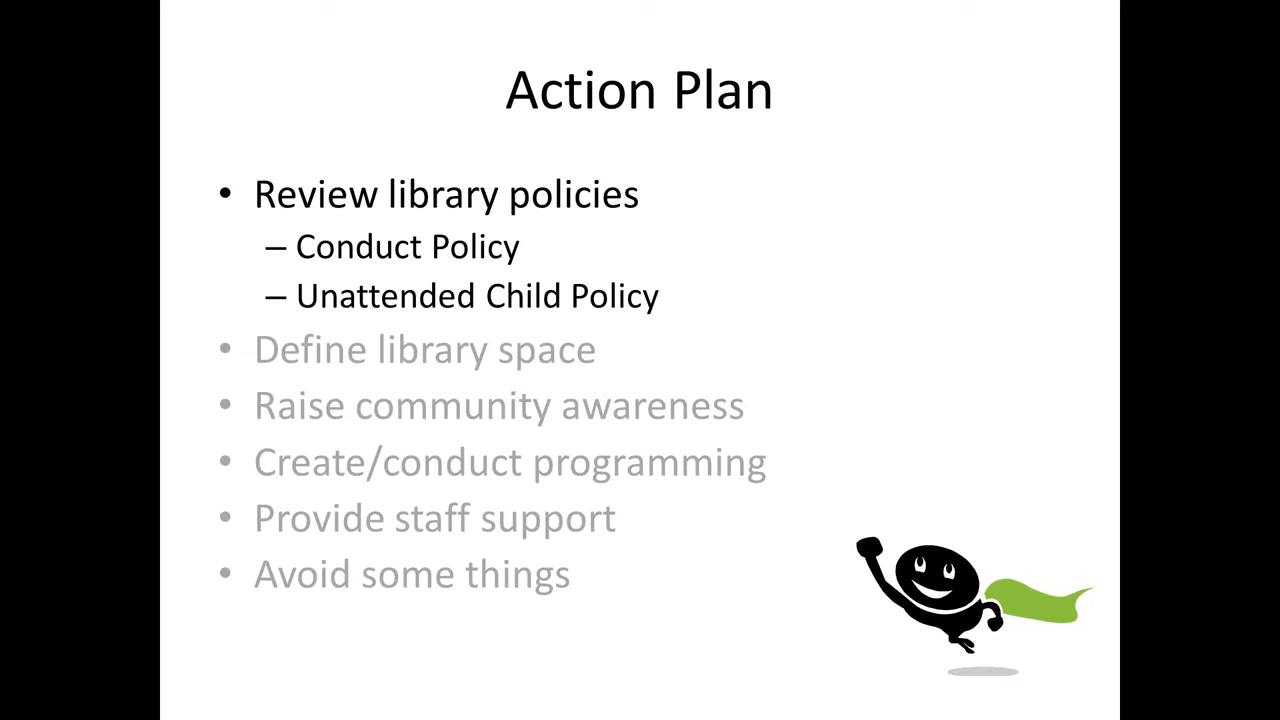 Action Plan
• Review library policies
– Conduct Policy
– Unattended Child Policy
• Define library space
• Raise community awareness
• Create/conduct programming
• Provide staff support
• Avoid some things